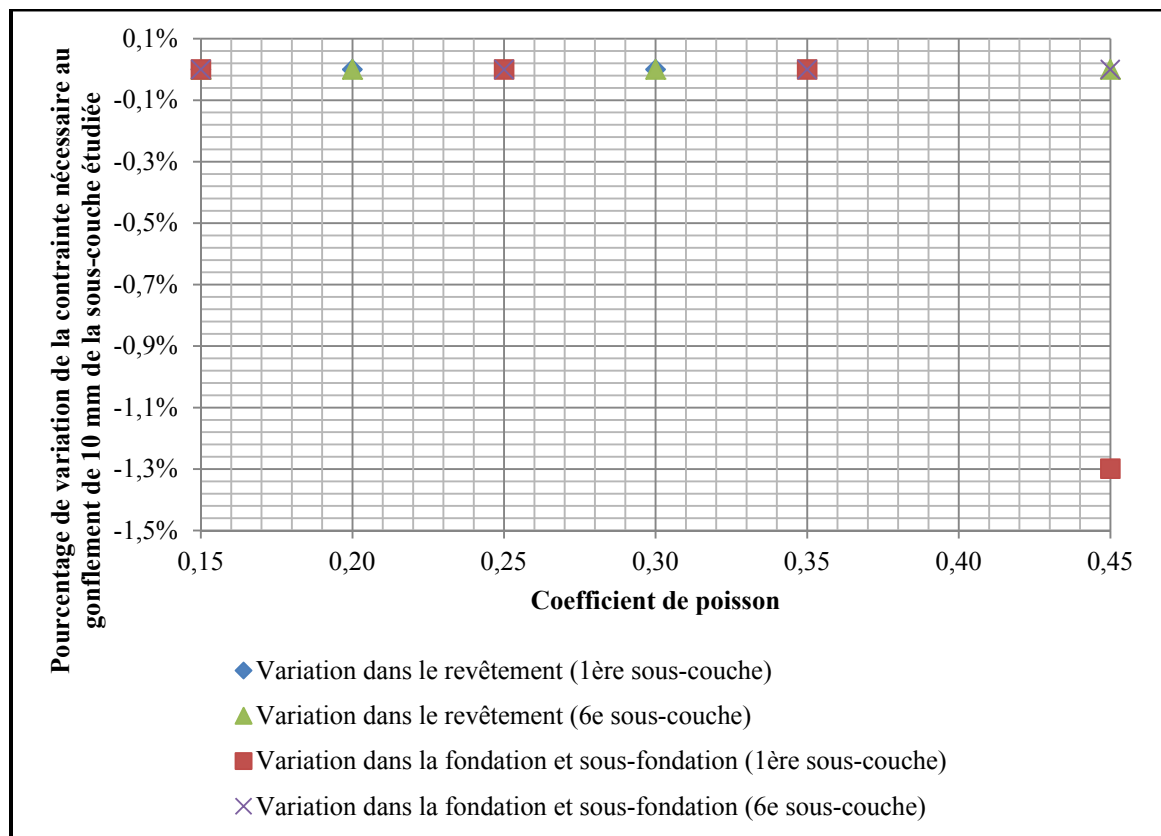 Pourcentage de variation de la contrainte nécessaire au
gonflement de 10 mm de la sous-couche étudiée
0,1%
-0,1%
-0,3%
-0,5%
-0,7%
-0,9%
-1,1%
-1,3%
-1,5%
0,15 0,20 0,25 0,30 0,35 0,40 0,45
Coefficient de poisson
Variation dans le revêtement (1ère sous-couche)
Variation dans le revêtement (6e sous-couche)
Variation dans la fondation et sous-fondation (1ère sous-couche)
Variation dans la fondation et sous-fondation (6e sous-couche)